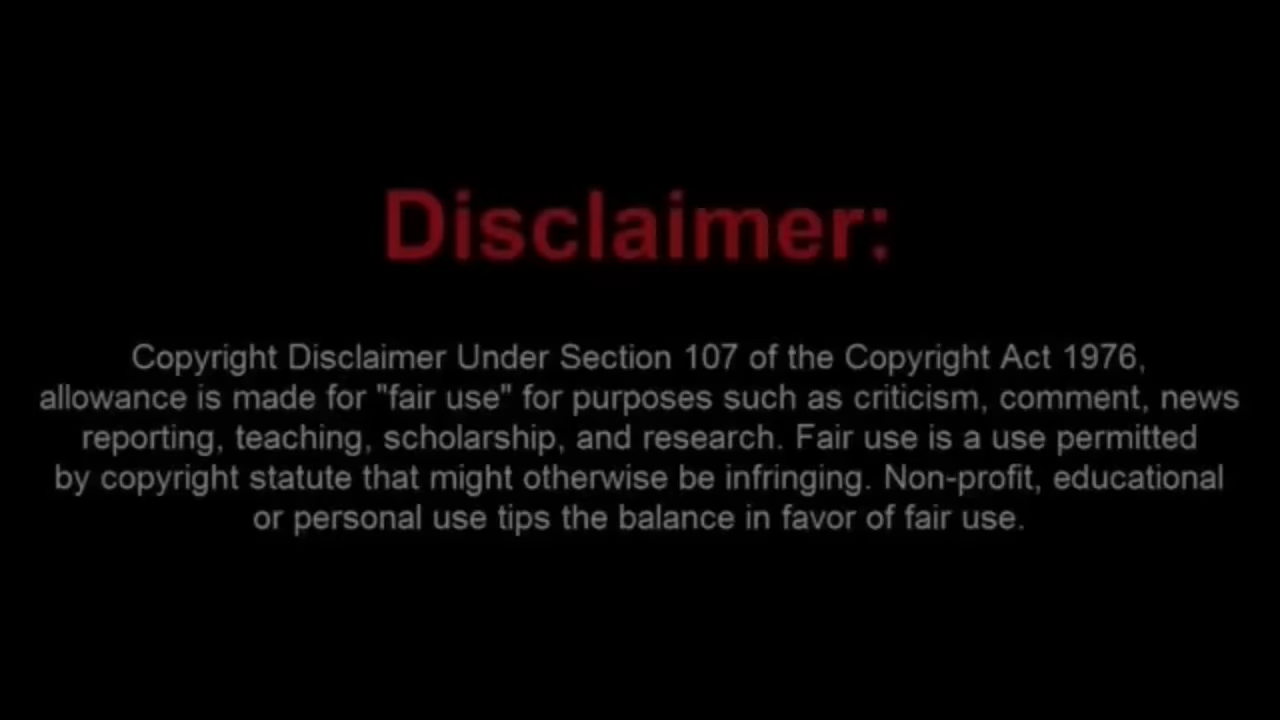 Disclaimer:
Copyright Disclaimer Under Section 107 of the Copyright Act 1976,
allowance is made for "fair use" for purposes such as criticism, comment, news
reporting, teaching, scholarship, and research. Fair use is a use permitted
by copyright statute that might otherwise be infringing. Non-profit, educational
or personal use tips the balance in favor of fair use.